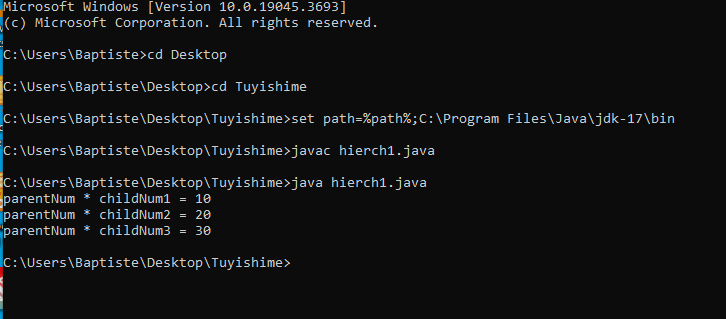 Microsoft Windows [Version 10.0.19045.3693]
(c) Microsoft Corporation. All rights reserved.
C:\Users\Baptiste>cd Desktop
C:\Users\Baptiste\Desktop>cd Tuyishime
C:\Users\Baptiste\Desktop\Tuyishime>set path=%path%;C:\Program Files\Java\jdk-17\bin
C:\Users\Baptiste\Desktop\Tuyishime>javac hierch1.java
C:\Users\Baptiste\Desktop\Tuyishime>java hierch1.java
parentNum * childNum1 = 10
parentNum * childNum2 = 20
parentNum * childNum3 = 30
C:\Users\Baptiste\Desktop\Tuyishime>